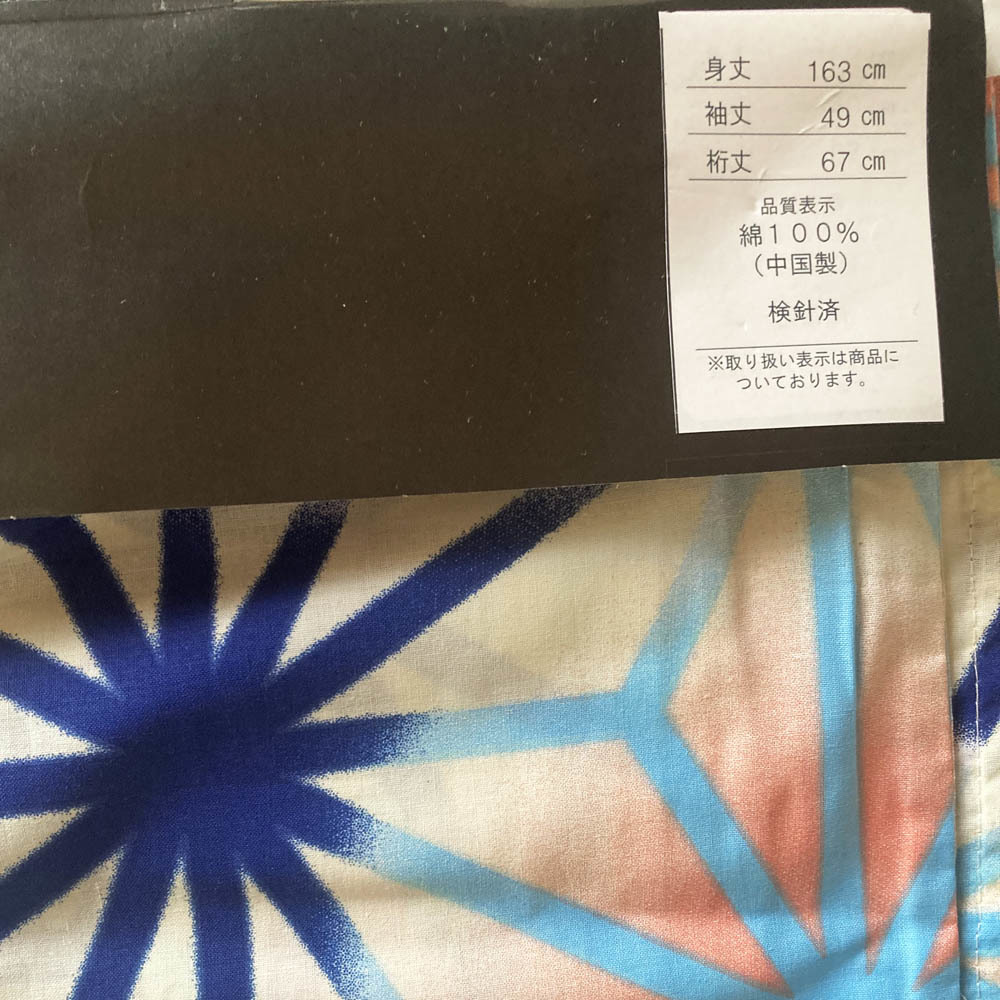 身丈 163 cm
袖丈 49 cm
裄丈 67 cm
品質表示
綿100%
(中国製)
検針済
※取り扱い表示は商品に
ついております。